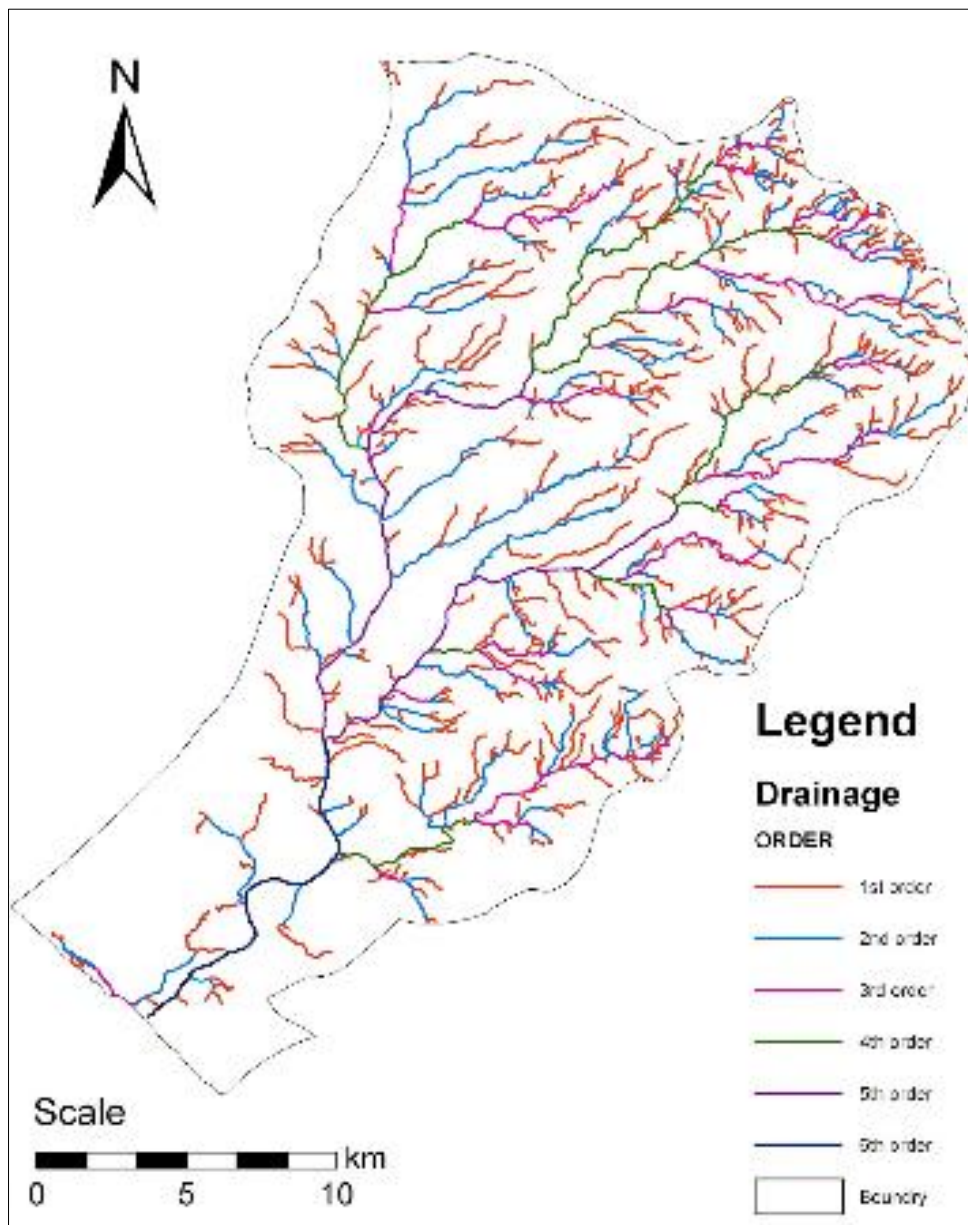 N
Legend
Drainage
ORDER
1st order
2nd order
3rd order
4th order
5th order
6th order
Boundry
Scale
km
0 5 10